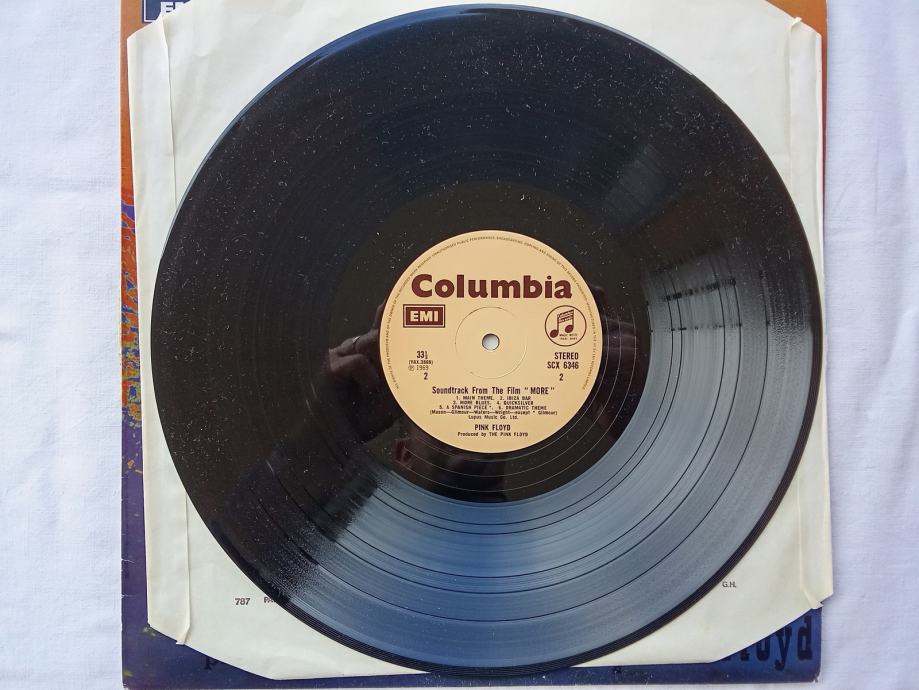 Columbia
EMI
33⅓
(YAX.3868)
℗ 1969
2
STEREO
SCX 6346
2
Soundtrack From The Film "MORE"
1. MAIN THEME. 2. IBIZA BAR
3. MORE BLUES. 4. QUICKSILVER
5. A SPANISH PIECE*. 6. DRAMATIC THEME
(Mason—Gilmour—Waters—Wright—except * Gilmour)
Lupus Music Co. Ltd.
PINK FLOYD
Produced by THE PINK FLOYD
787
G.H.